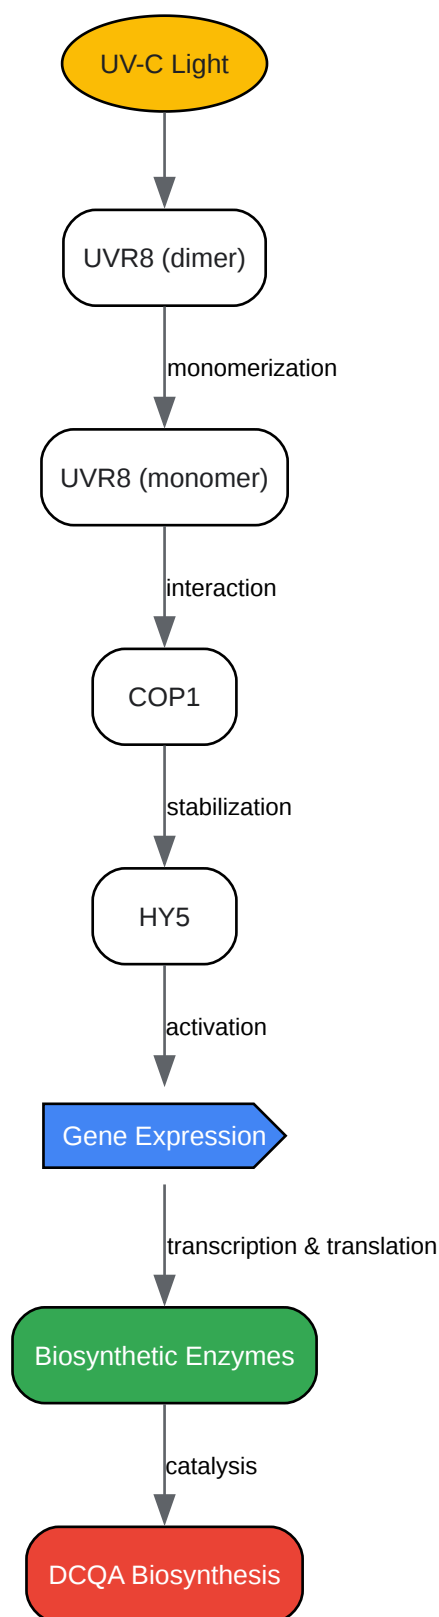 UV-C Light
UVR8 (dimer)
monomerization
UVR8 (monomer)
interaction
COP1
stabilization
HY5
activation
Gene Expression
transcription & translation
Biosynthetic Enzymes
catalysis
DCQA Biosynthesis